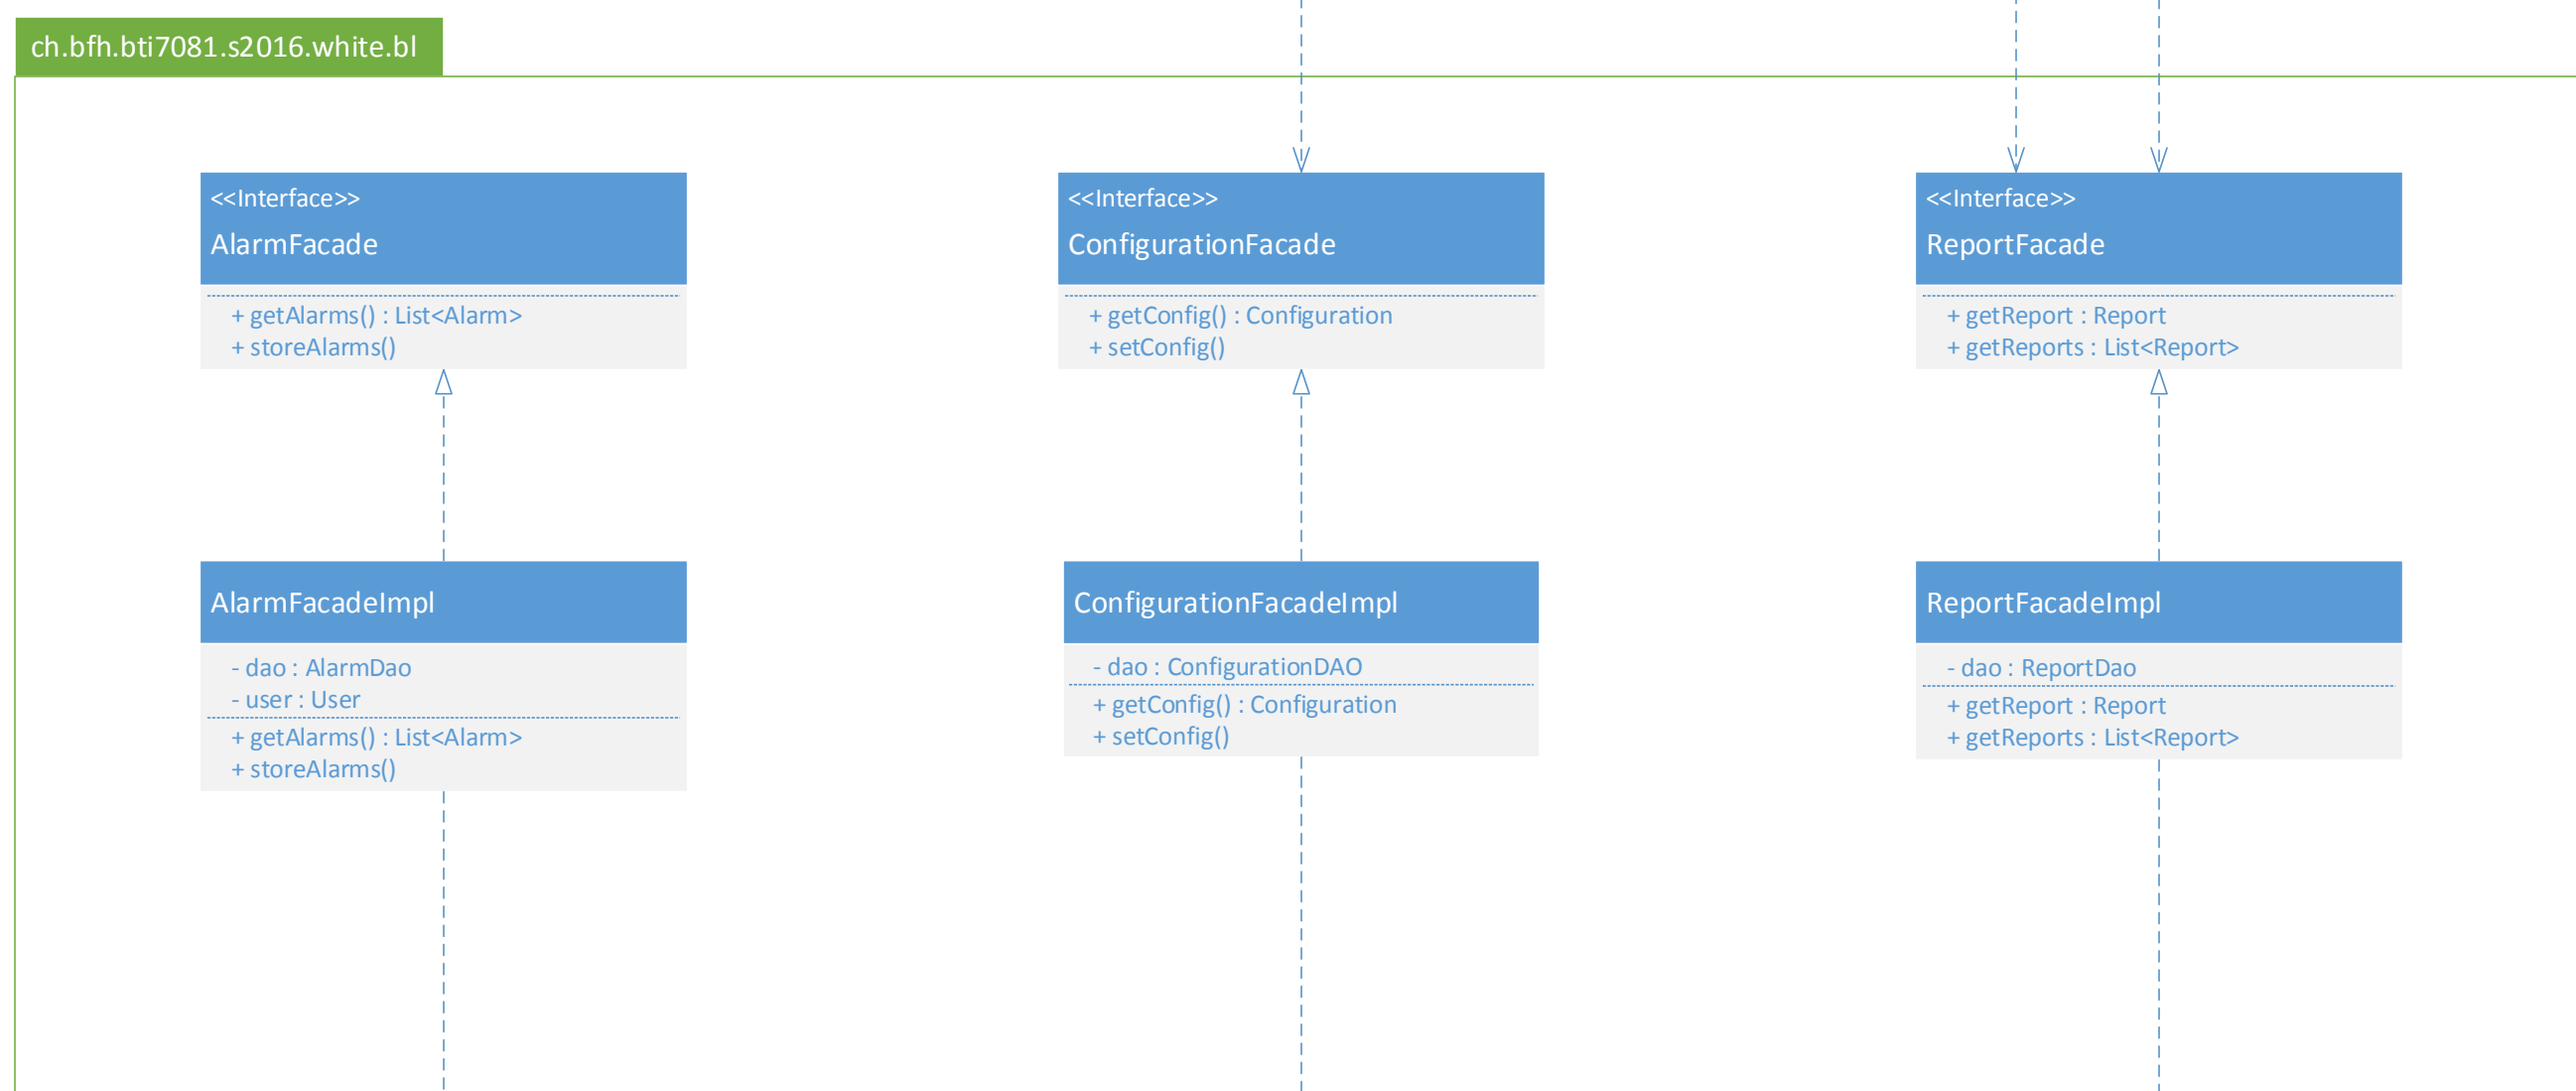 ch.bfh.bti7081.s2016.white.bl
<<Interface>>
AlarmFacade
+ getAlarms() : List<Alarm>
+ storeAlarms()
<<Interface>>
ConfigurationFacade
+ getConfig() : Configuration
+ setConfig()
<<Interface>>
ReportFacade
+ getReport : Report
+ getReports : List<Report>
AlarmFacadeImpl
- dao : AlarmDao
- user : User
+ getAlarms() : List<Alarm>
+ storeAlarms()
ConfigurationFacadeImpl
- dao : ConfigurationDAO
+ getConfig() : Configuration
+ setConfig()
ReportFacadeImpl
- dao : ReportDao
+ getReport : Report
+ getReports : List<Report>